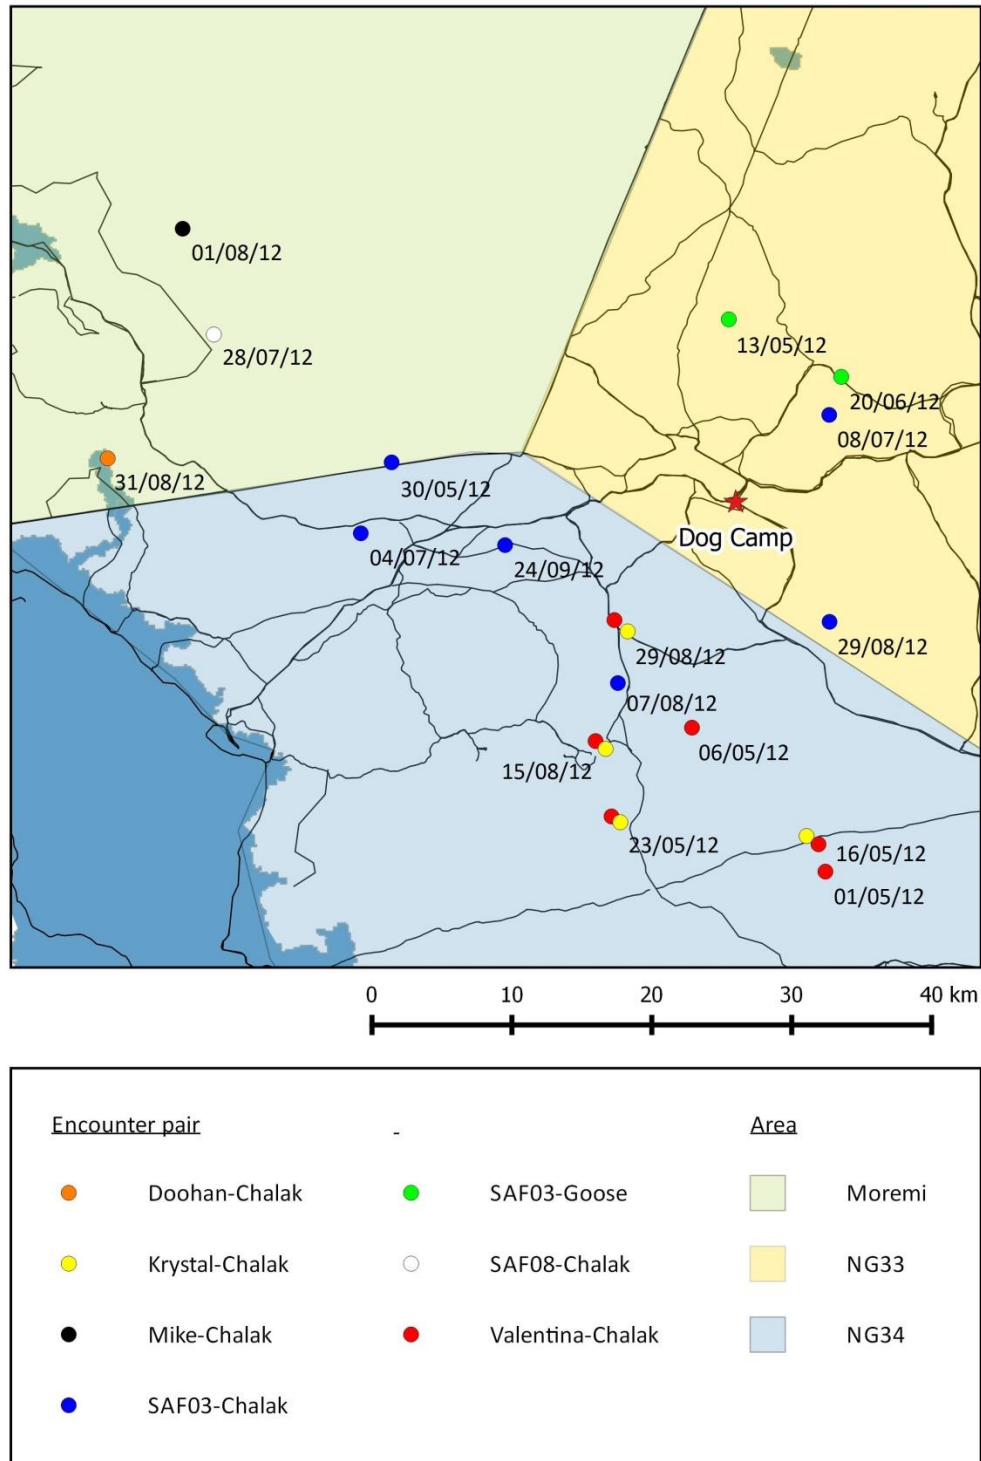 01/08/12
28/07/12
13/05/12
20/06/12
08/07/12
31/08/12
30/05/12
Dog Camp
04/07/12
24/09/12
29/08/12
29/08/12
07/08/12
06/05/12
15/08/12
23/05/12
16/05/12
01/05/12
0 10 20 30 40 km
Encounter pair - Area
Doohan-Chalak SAF03-Goose Moremi
Krystal-Chalak SAF08-Chalak NG33
Mike-Chalak Valentina-Chalak NG34
SAF03-Chalak